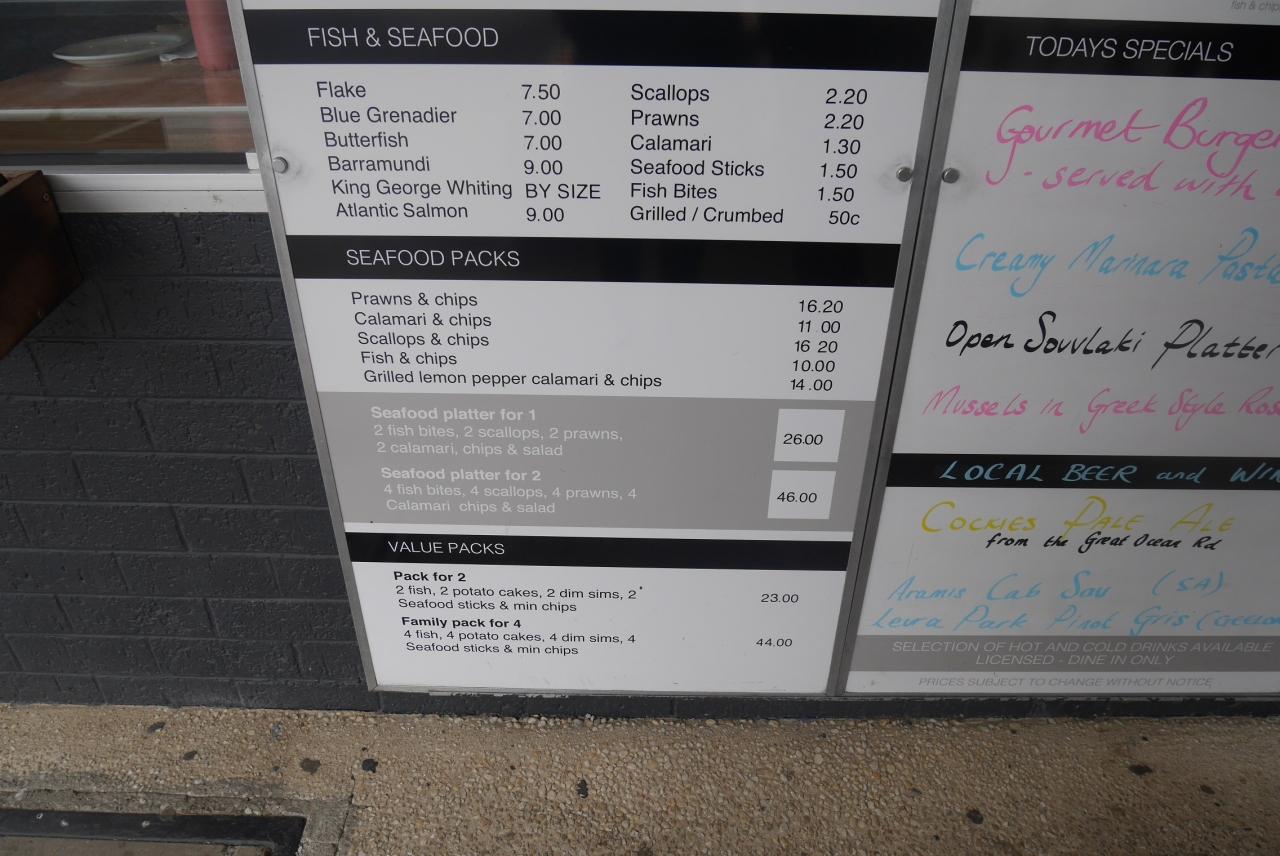 FISH & SEAFOOD
Flake 7.50
Blue Grenadier 7.00
Butterfish 7.00
Barramundi 9.00
King George Whiting BY SIZE
Atlantic Salmon 9.00
Scallops 2.20
Prawns 2.20
Calamari 1.30
Seafood Sticks 1.50
Fish Bites 1.50
Grilled / Crumbed 50c
SEAFOOD PACKS
Prawns & chips 16.20
Calamari & chips 11 00
Scallops & chips 16 20
Fish & chips 10.00
Grilled lemon pepper calamari & chips 14.00
Seafood platter for 1
2 fish bites, 2 scallops, 2 prawns,
2 calamari, chips & salad
26.00
Seafood platter for 2
4 fish bites, 4 scallops, 4 prawns, 4
Calamari chips & salad
46.00
VALUE PACKS
Pack for 2
2 fish, 2 potato cakes, 2 dim sims, 2
Seafood sticks & min chips
23.00
Family pack for 4
4 fish, 4 potato cakes, 4 dim sims, 4
Seafood sticks & min chips
44.00
fish & chips
TODAYS SPECIALS
Gourmet Burger
- served with
Creamy Marinara Pasta
Open Souvlaki Platter
Mussels in Greek Style
LOCAL BEER and
COCKIES PALE ALE
from the Great Ocean Rd
Aramis Cab Sav (SA)
Leura Park Pinot Gris
SELECTION OF HOT AND COLD DRINKS AVAILABLE
LICENSED - DINE IN ONLY
PRICES SUBJECT TO CHANGE WITHOUT NOTICE